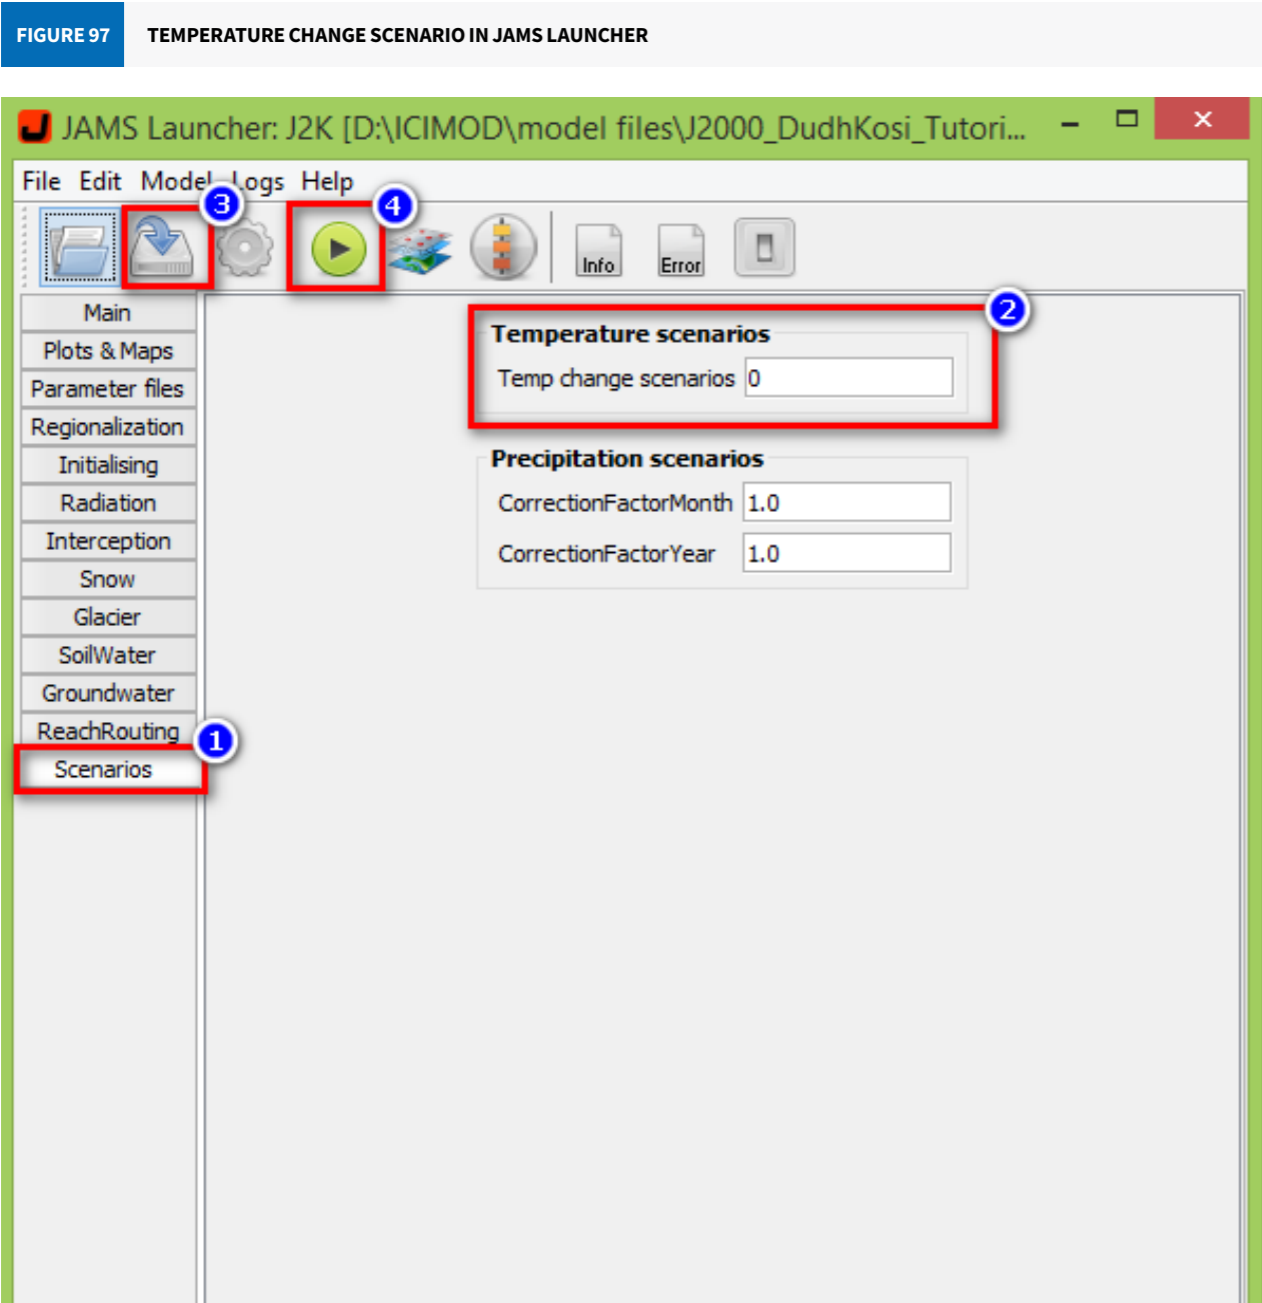 FIGURE 97 TEMPERATURE CHANGE SCENARIO IN JAMS LAUNCHER
JAMS Launcher: J2K [D:\ICIMOD\model files\J2000_DudhKosi_Tutori...
File Edit Model Logs Help
3
4
Info
Error
Main
Plots & Maps
Parameter files
Regionalization
Initialising
Radiation
Interception
Snow
Glacier
SoilWater
Groundwater
ReachRouting
1
Scenarios
2
Temperature scenarios
Temp change scenarios 0
Precipitation scenarios
CorrectionFactorMonth 1.0
CorrectionFactorYear 1.0